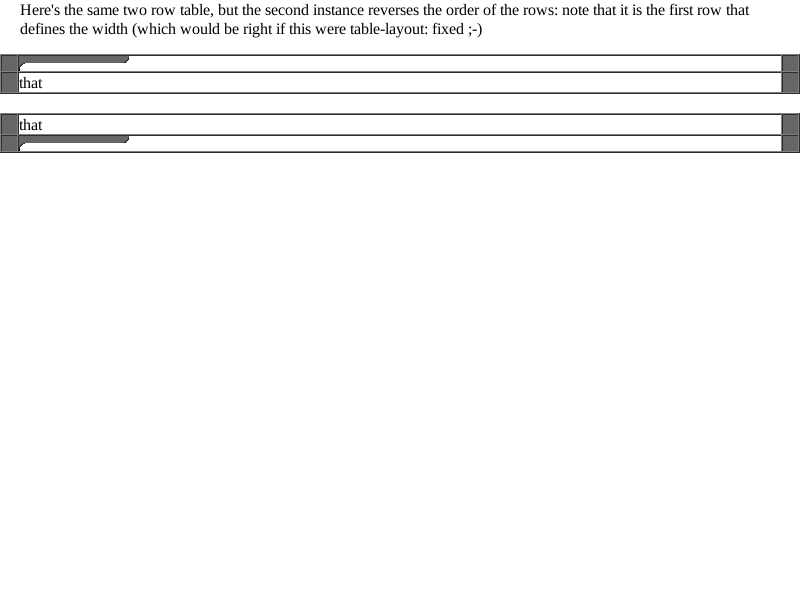 Here's the same two row table, but the second instance reverses the order of the rows: note that it is the first row that
defines the width (which would be right if this were table-layout: fixed ;-)
that
that